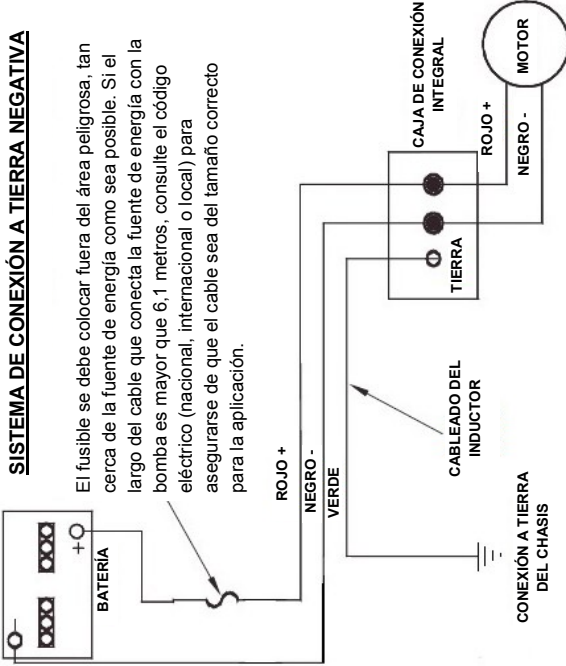 SISTEMA DE CONEXIÓN A TIERRA NEGATIVA
El fusible se debe colocar fuera del área peligrosa, tan
cerca de la fuente de energía como sea posible. Si el
largo del cable que conecta la fuente de energía con la
bomba es mayor que 6,1 metros, consulte el código
eléctrico (nacional, internacional o local) para
asegurarse de que el cable sea del tamaño correcto
para la aplicación.
-
+
BATERÍA
ROJO +
NEGRO -
VERDE
CAJA DE CONEXIÓN
INTEGRAL
TIERRA
ROJO +
NEGRO -
MOTOR
CABLEADO DEL
INDUCTOR
CONEXIÓN A TIERRA
DEL CHASIS